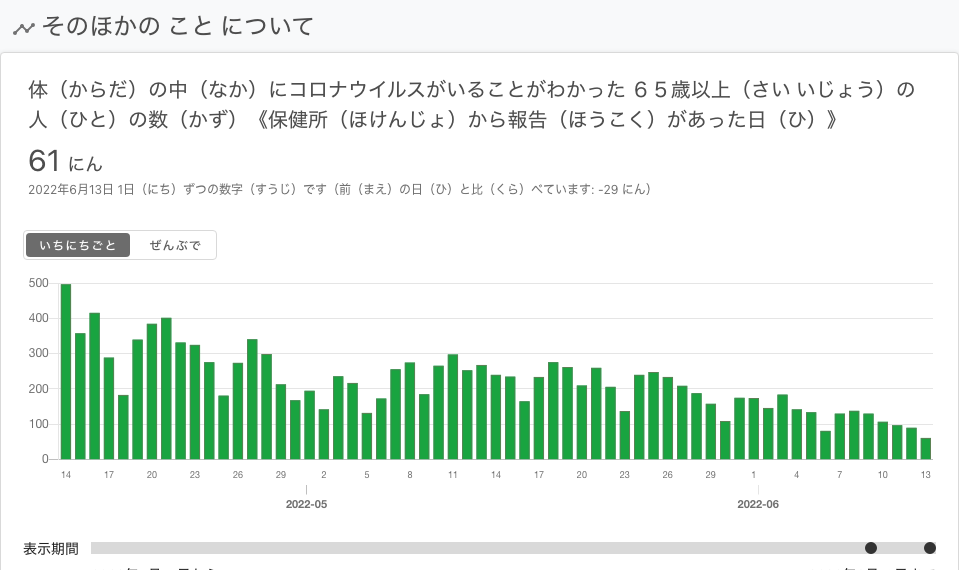 そのほかの こと について
体（からだ）の中（なか）にコロナウイルスがいることがわかった ６５歳以上（さい いじょう）の
人（ひと）の数（かず）《保健所（ほけんじょ）から報告（ほうこく）があった日（ひ）》
61 にん
2022年6月13日 1日（にち）ずつの数字（すうじ）です（前（まえ）の日（ひ）と比（くら）べています: -29 にん）
いちにちごと ぜんぶで
500
400
300
200
100
0
14 17 20 23 26 29 2 5 8 11 14 17 20 23 26 29 1 4 7 10 13
2022-05 2022-06
表示期間